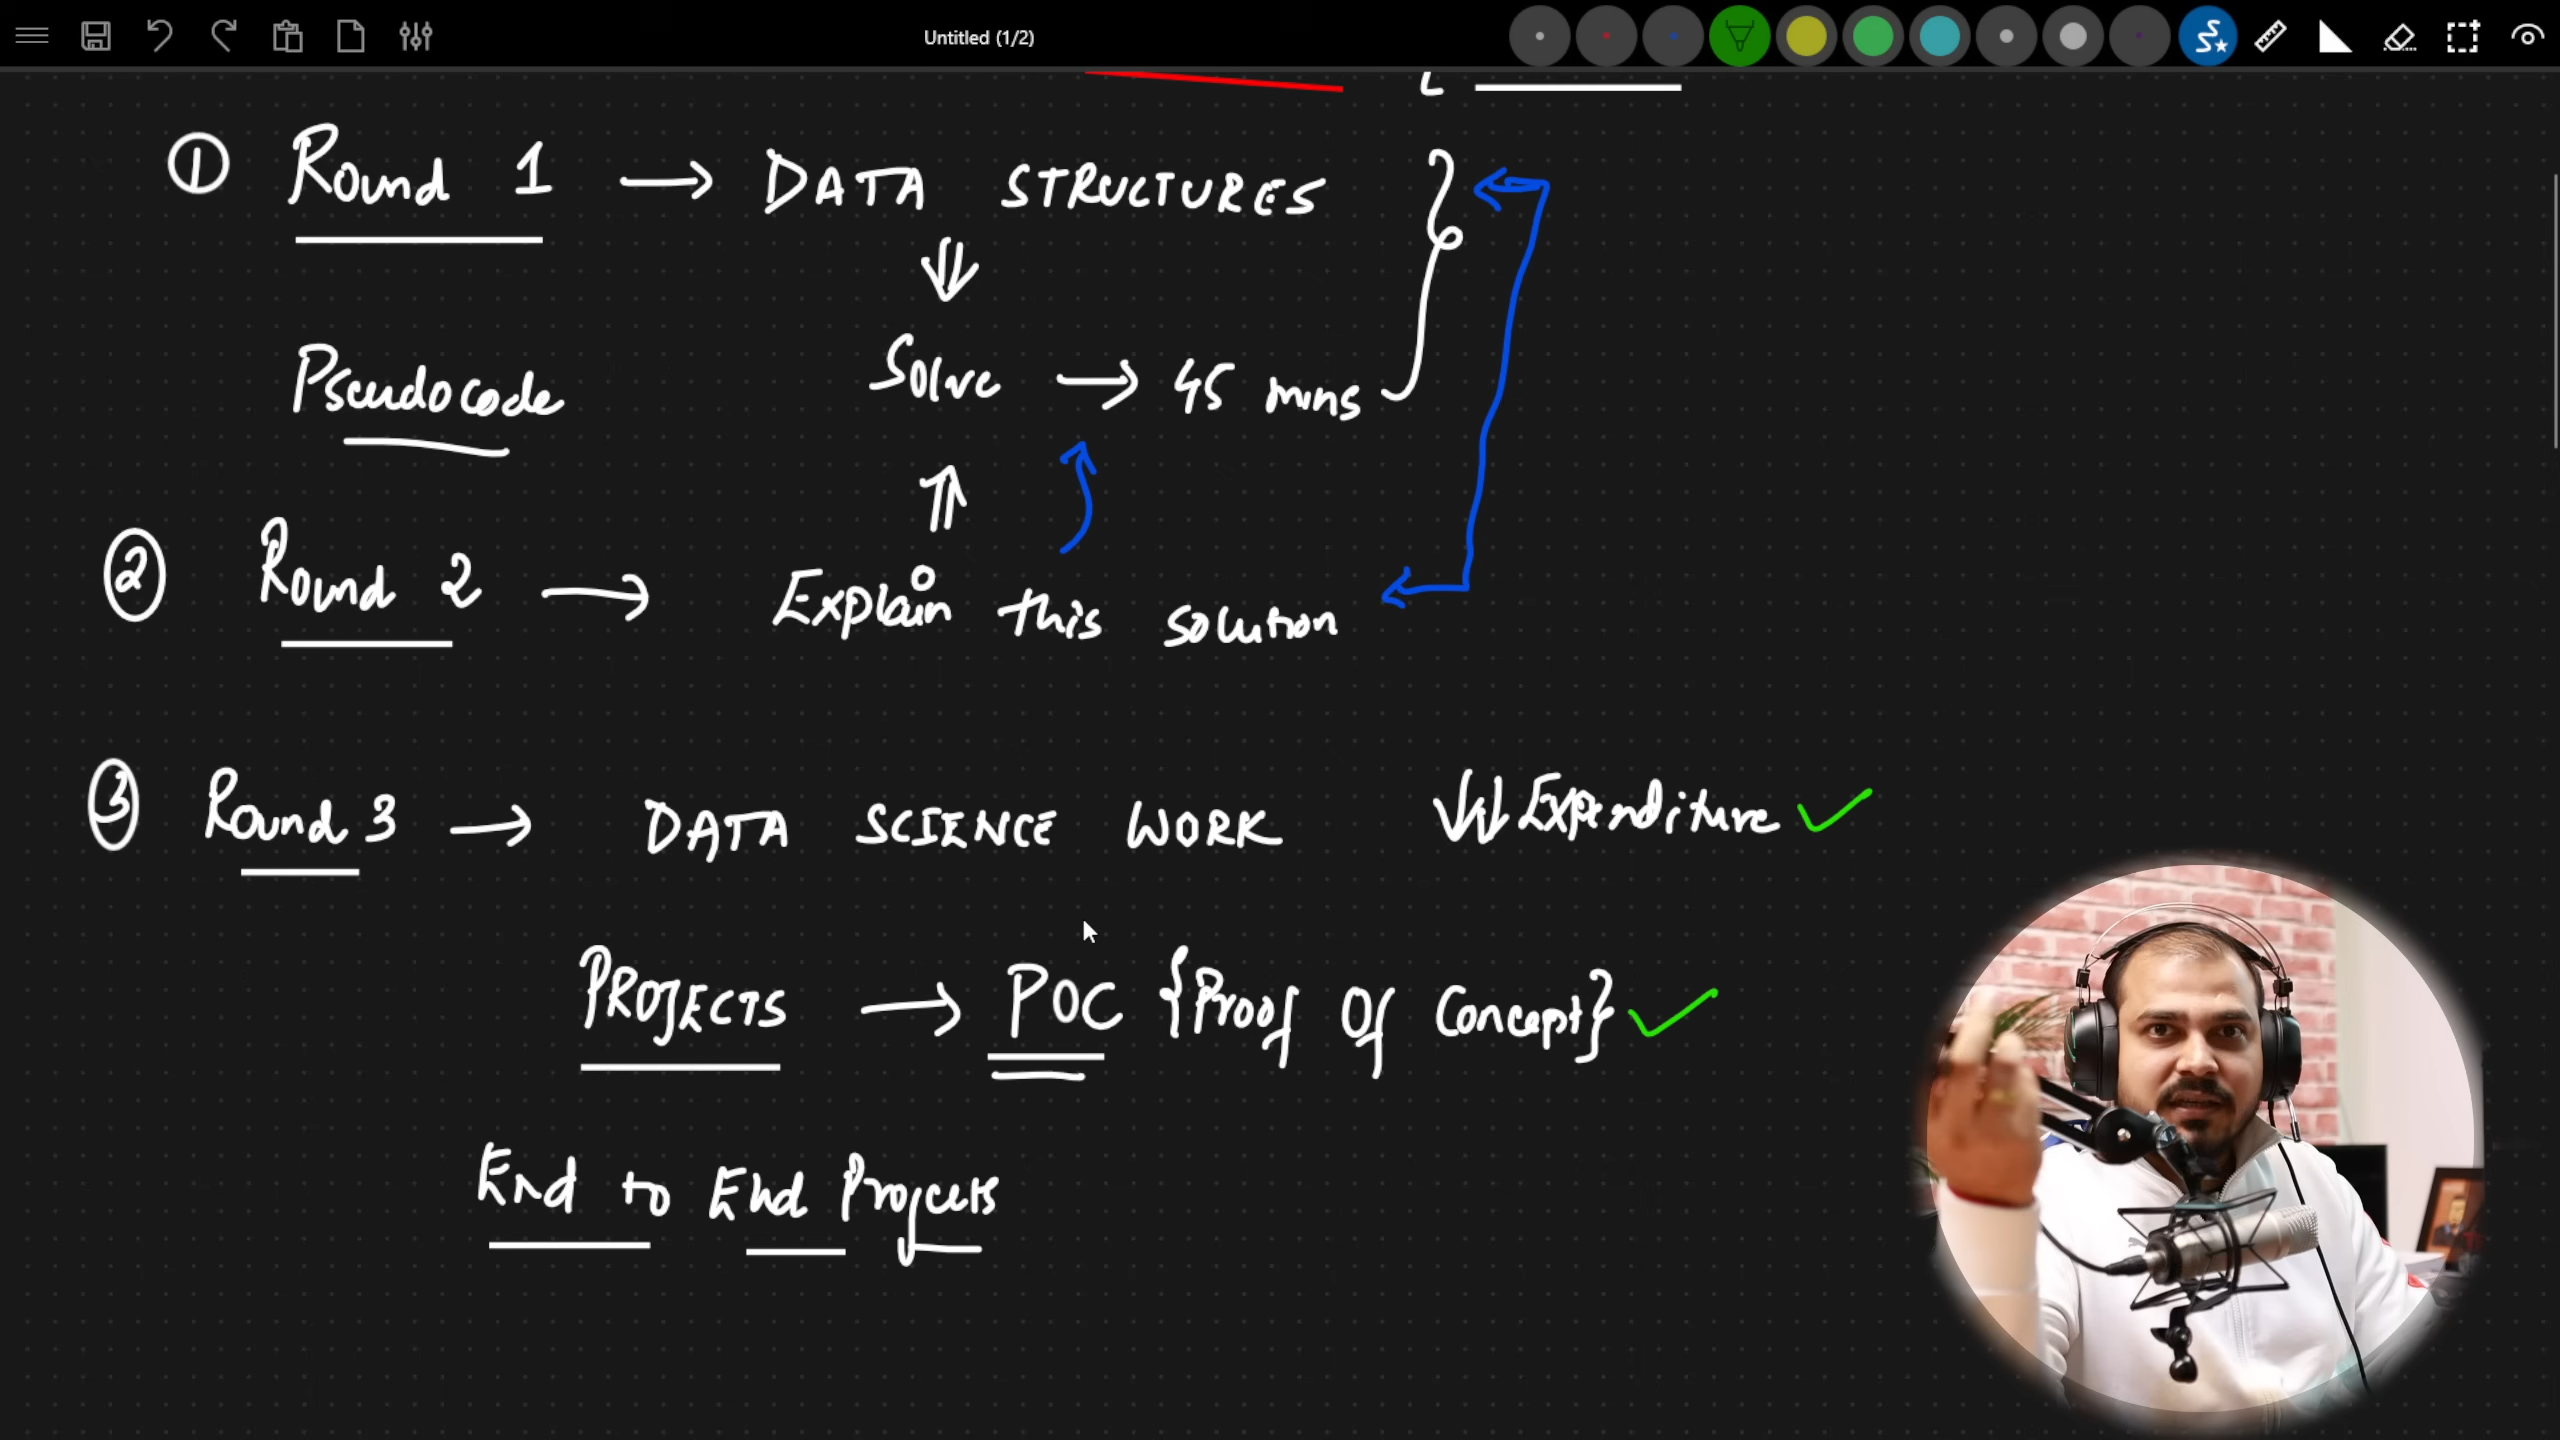 Untitled (1/2)
① Round 1 → DATA STRUCTURES
Pseudocode
Solve → 45 mins
② Round 2 → Explain this solution
③ Round 3 → DATA SCIENCE WORK
Expenditure ✓
PROJECTS → POC {Proof Of Concept} ✓
End to End Projects